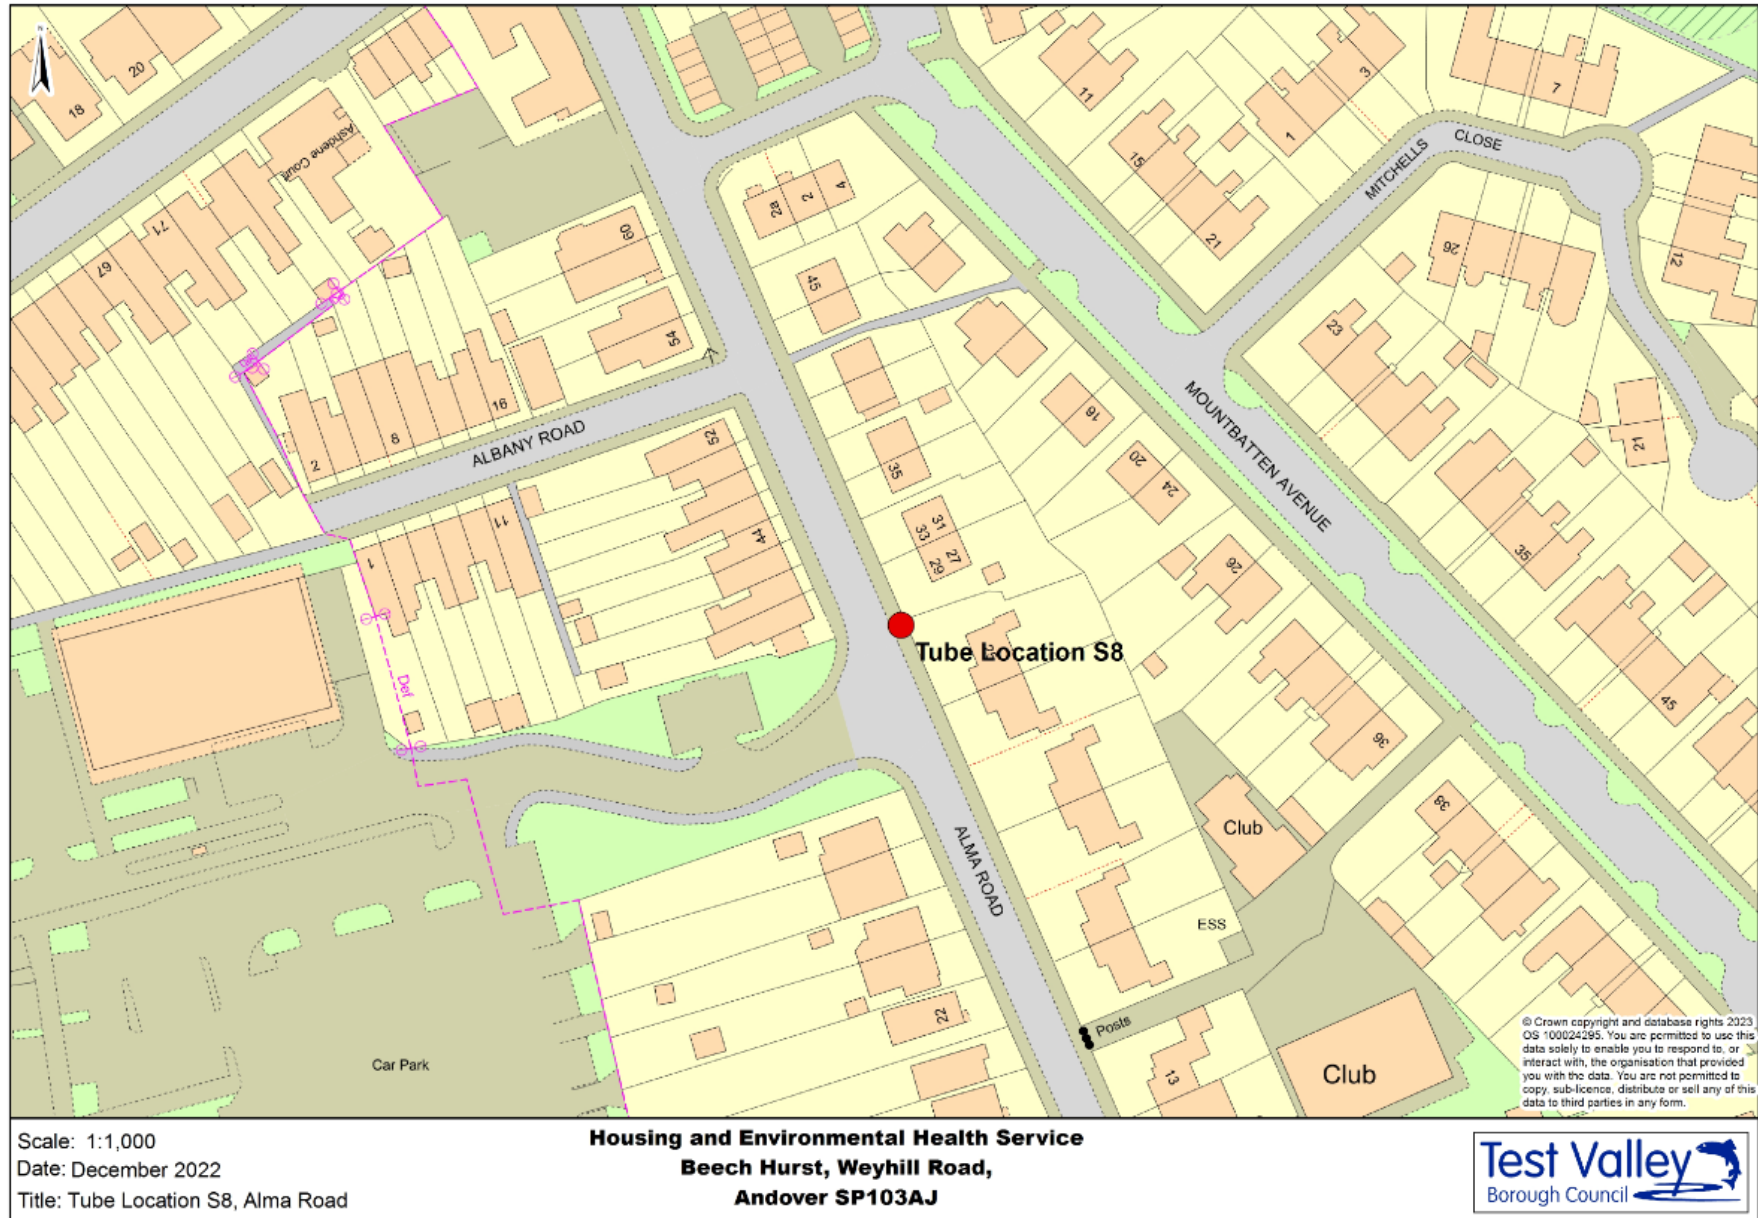 N
20
18
Ashdene Court
71
67
60
54
2a
2
4
45
11
3
1
7
15
21
MITCHELLS
CLOSE
26
12
23
21
16
8
2
ALBANY ROAD
52
44
11
1
35
31
33
27
29
16
20
24
26
MOUNTBATTEN AVENUE
35
45
36
39
Def
Tube Location S8
ALMA ROAD
Club
ESS
Posts
22
13
Club
Car Park
© Crown copyright and database rights 2023
OS 100024295. You are permitted to use this
data solely to enable you to respond to, or
interact with, the organisation that provided
you with the data. You are not permitted to
copy, sub-licence, distribute or sell any of this
data to third parties in any form.
Scale: 1:1,000
Date: December 2022
Title: Tube Location S8, Alma Road
Housing and Environmental Health Service
Beech Hurst, Weyhill Road,
Andover SP103AJ
Test Valley
Borough Council